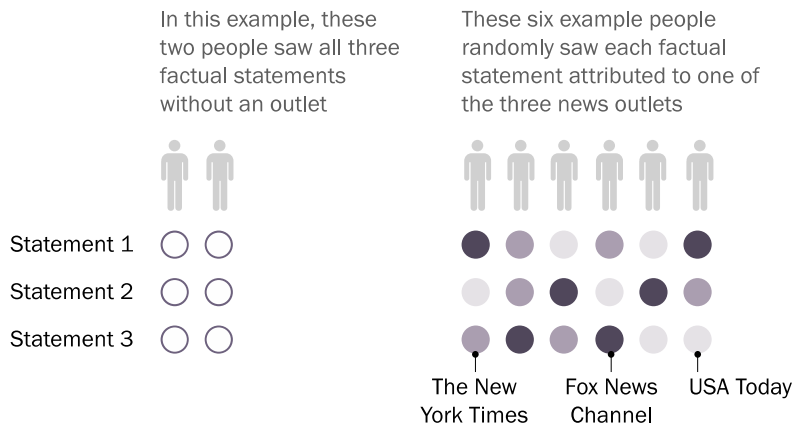 In this example, these
two people saw all three
factual statements
without an outlet
These six example people
randomly saw each factual
statement attributed to one of
the three news outlets
Statement 1
Statement 2
Statement 3
The New
York Times
Fox News
Channel
USA Today